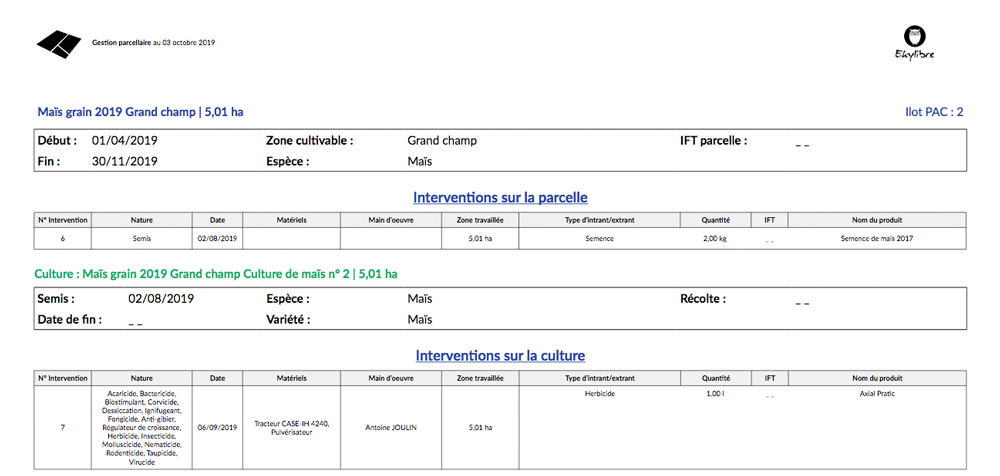 Gestion parcellaire au 03 octobre 2019
Ekylibre
Maïs grain 2019 Grand champ | 5,01 ha Ilot PAC : 2
Début : 01/04/2019 Zone cultivable : Grand champ IFT parcelle : _ _
Fin : 30/11/2019 Espèce : Maïs
Interventions sur la parcelle
N° Intervention Nature Date Matériels Main d'oeuvre Zone travaillée Type d'intrant/extrant Quantité IFT Nom du produit
6 Semis 02/08/2019 5,01 ha Semence 2,00 kg _ _ Semence de maïs 2017
Culture : Maïs grain 2019 Grand champ Culture de maïs n° 2 | 5,01 ha
Semis : 02/08/2019 Espèce : Maïs Récolte : _ _
Date de fin : _ _ Variété : Maïs
Interventions sur la culture
N° Intervention Nature Date Matériels Main d'oeuvre Zone travaillée Type d'intrant/extrant Quantité IFT Nom du produit
7
Acaricide, Bactericide,
Biostimulant, Corvicide,
Dessiccation, Ignifugeant,
Fongicide, Anti-gibier,
Régulateur de croissance,
Herbicide, Insecticide,
Molluscicide, Nematicide,
Rodenticide, Taupicide,
Virucide
06/09/2019
Tracteur CASE-IH 4240,
Pulvérisateur
Antoine JOULIN
5,01 ha
Herbicide 1,00 l _ _ Axial Pratic